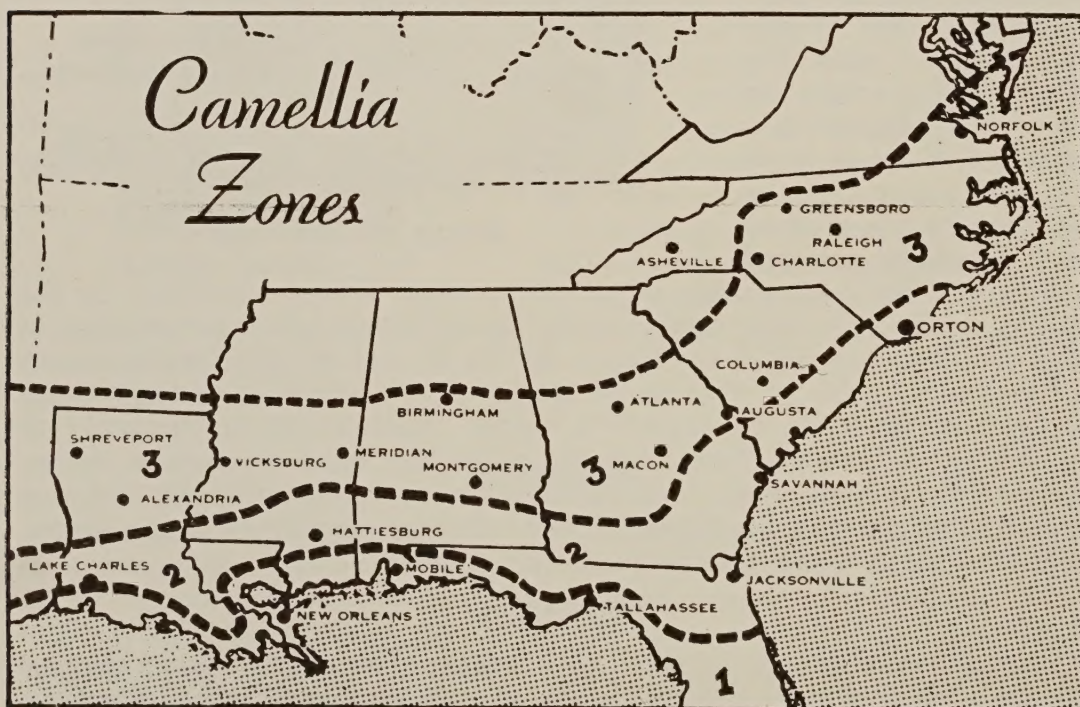 Camellia
Zones
NORFOLK
GREENSBORO
RALEIGH
3
ASHEVILLE
CHARLOTTE
ORTON
COLUMBIA
BIRMINGHAM
ATLANTA
AUGUSTA
SHREVEPORT
3
VICKSBURG
MERIDIAN
MONTGOMERY
3
MACON
SAVANNAH
ALEXANDRIA
HATTIESBURG
2
LAKE CHARLES
2
MOBILE
JACKSONVILLE
NEW ORLEANS
TALLAHASSEE
1